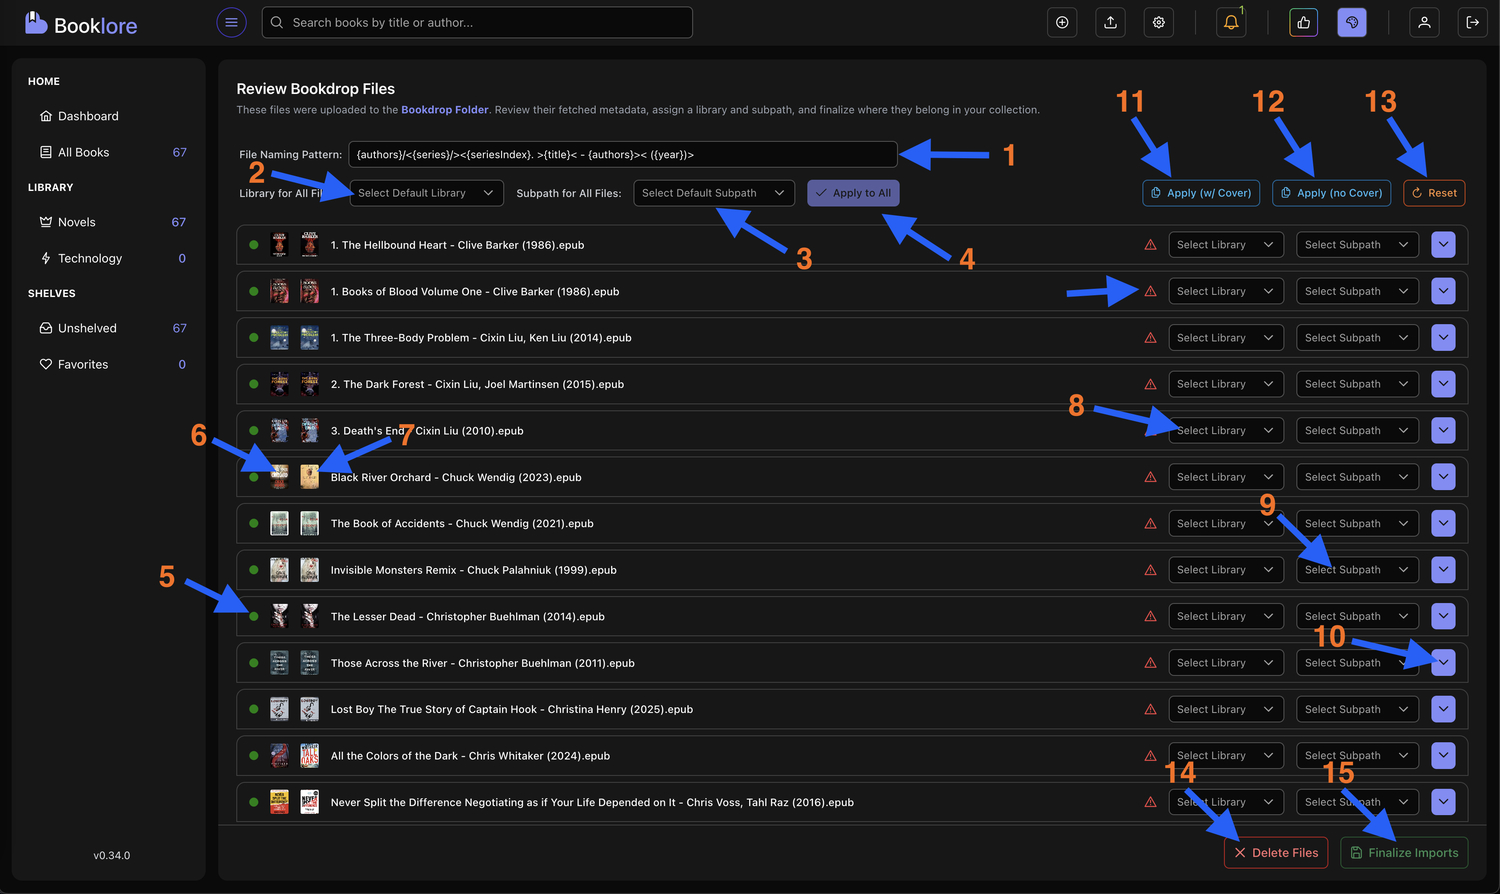 Booklore
Search books by title or author...
1
HOME
Dashboard
All Books 67
LIBRARY
Novels 67
Technology 0
SHELVES
Unshelved 67
Favorites 0
v0.34.0
Review Bookdrop Files
These files were uploaded to the Bookdrop Folder. Review their fetched metadata, assign a library and subpath, and finalize where they belong in your collection.
11 12 13
File Naming Pattern: {authors}/<{series}/><{seriesIndex}. >{title}< - {authors}>< ({year})>
1
2
Library for All Fi Select Default Library Subpath for All Files: Select Default Subpath Apply to All Apply (w/ Cover) Apply (no Cover) Reset
3 4
1. The Hellbound Heart - Clive Barker (1986).epub Select Library Select Subpath
1. Books of Blood Volume One - Clive Barker (1986).epub Select Library Select Subpath
1. The Three-Body Problem - Cixin Liu, Ken Liu (2014).epub Select Library Select Subpath
2. The Dark Forest - Cixin Liu, Joel Martinsen (2015).epub Select Library Select Subpath
8
3. Death's End - Cixin Liu (2010).epub Select Library Select Subpath
6 7
Black River Orchard - Chuck Wendig (2023).epub Select Library Select Subpath
9
The Book of Accidents - Chuck Wendig (2021).epub Select Library Select Subpath
Invisible Monsters Remix - Chuck Palahniuk (1999).epub Select Library Select Subpath
5
The Lesser Dead - Christopher Buehlman (2014).epub Select Library Select Subpath
10
Those Across the River - Christopher Buehlman (2011).epub Select Library Select Subpath
Lost Boy The True Story of Captain Hook - Christina Henry (2025).epub Select Library Select Subpath
All the Colors of the Dark - Chris Whitaker (2024).epub Select Library Select Subpath
14 15
Never Split the Difference Negotiating as if Your Life Depended on It - Chris Voss, Tahl Raz (2016).epub Select Library Select Subpath
Delete Files Finalize Imports